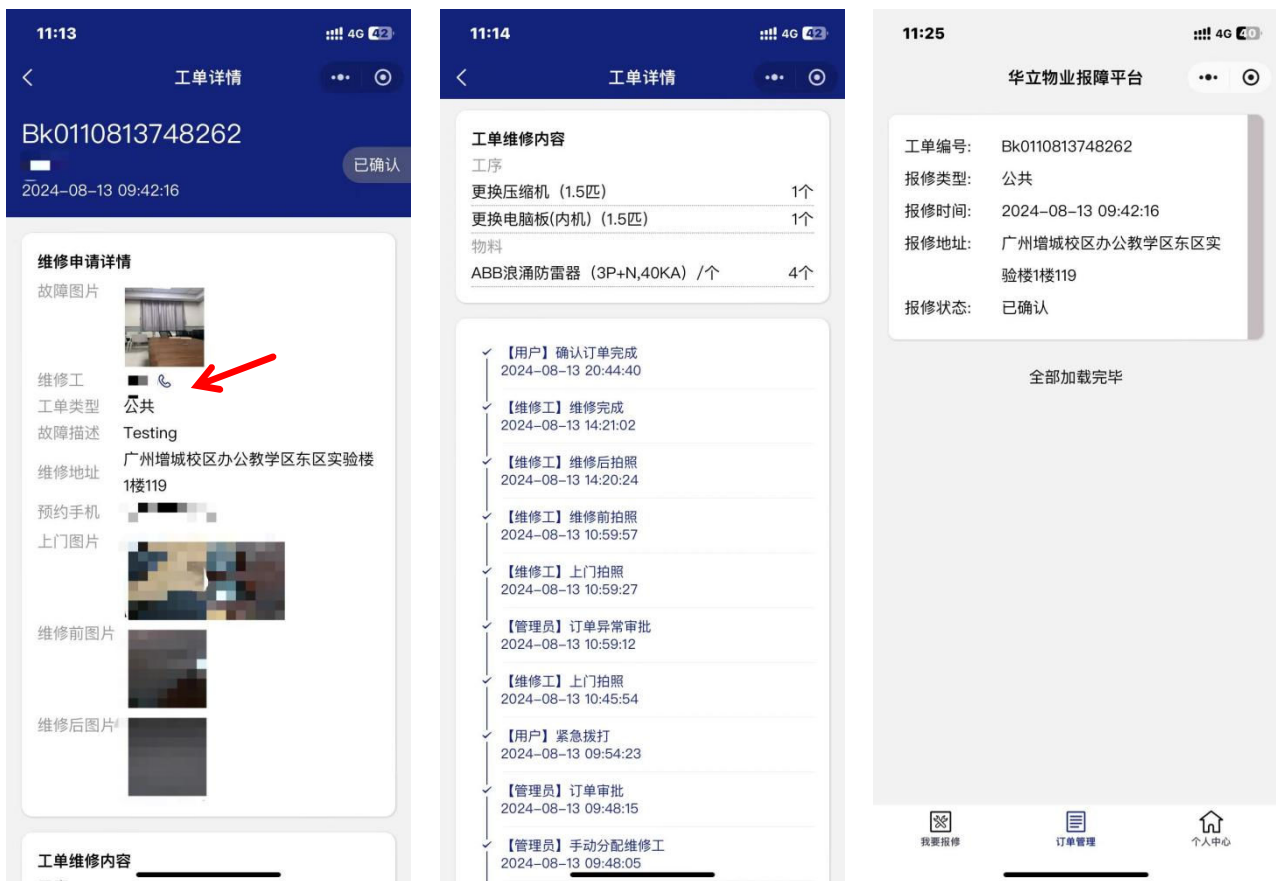 11:13
4G 42
工单详情
Bk0110813748262
已确认
2024-08-13 09:42:16
维修申请详情
故障图片
维修工
工单类型 公共
故障描述 Testing
维修地址 广州增城校区办公教学区东区实验楼
1楼119
预约手机
上门图片
维修前图片
维修后图片
工单维修内容
11:14
4G 42
工单详情
工单维修内容
工序
更换压缩机（1.5匹） 1个
更换电脑板(内机)（1.5匹） 1个
物料
ABB浪涌防雷器（3P+N,40KA）/个 4个
【用户】确认订单完成
2024-08-13 20:44:40
【维修工】维修完成
2024-08-13 14:21:02
【维修工】维修后拍照
2024-08-13 14:20:24
【维修工】维修前拍照
2024-08-13 10:59:57
【维修工】上门拍照
2024-08-13 10:59:27
【管理员】订单异常审批
2024-08-13 10:59:12
【维修工】上门拍照
2024-08-13 10:45:54
【用户】紧急拨打
2024-08-13 09:54:23
【管理员】订单审批
2024-08-13 09:48:15
【管理员】手动分配维修工
2024-08-13 09:48:05
11:25
4G 40
华立物业报障平台
工单编号: Bk0110813748262
报修类型: 公共
报修时间: 2024-08-13 09:42:16
报修地址: 广州增城校区办公教学区东区实
验楼1楼119
报修状态: 已确认
全部加载完毕
我要报修
订单管理
个人中心